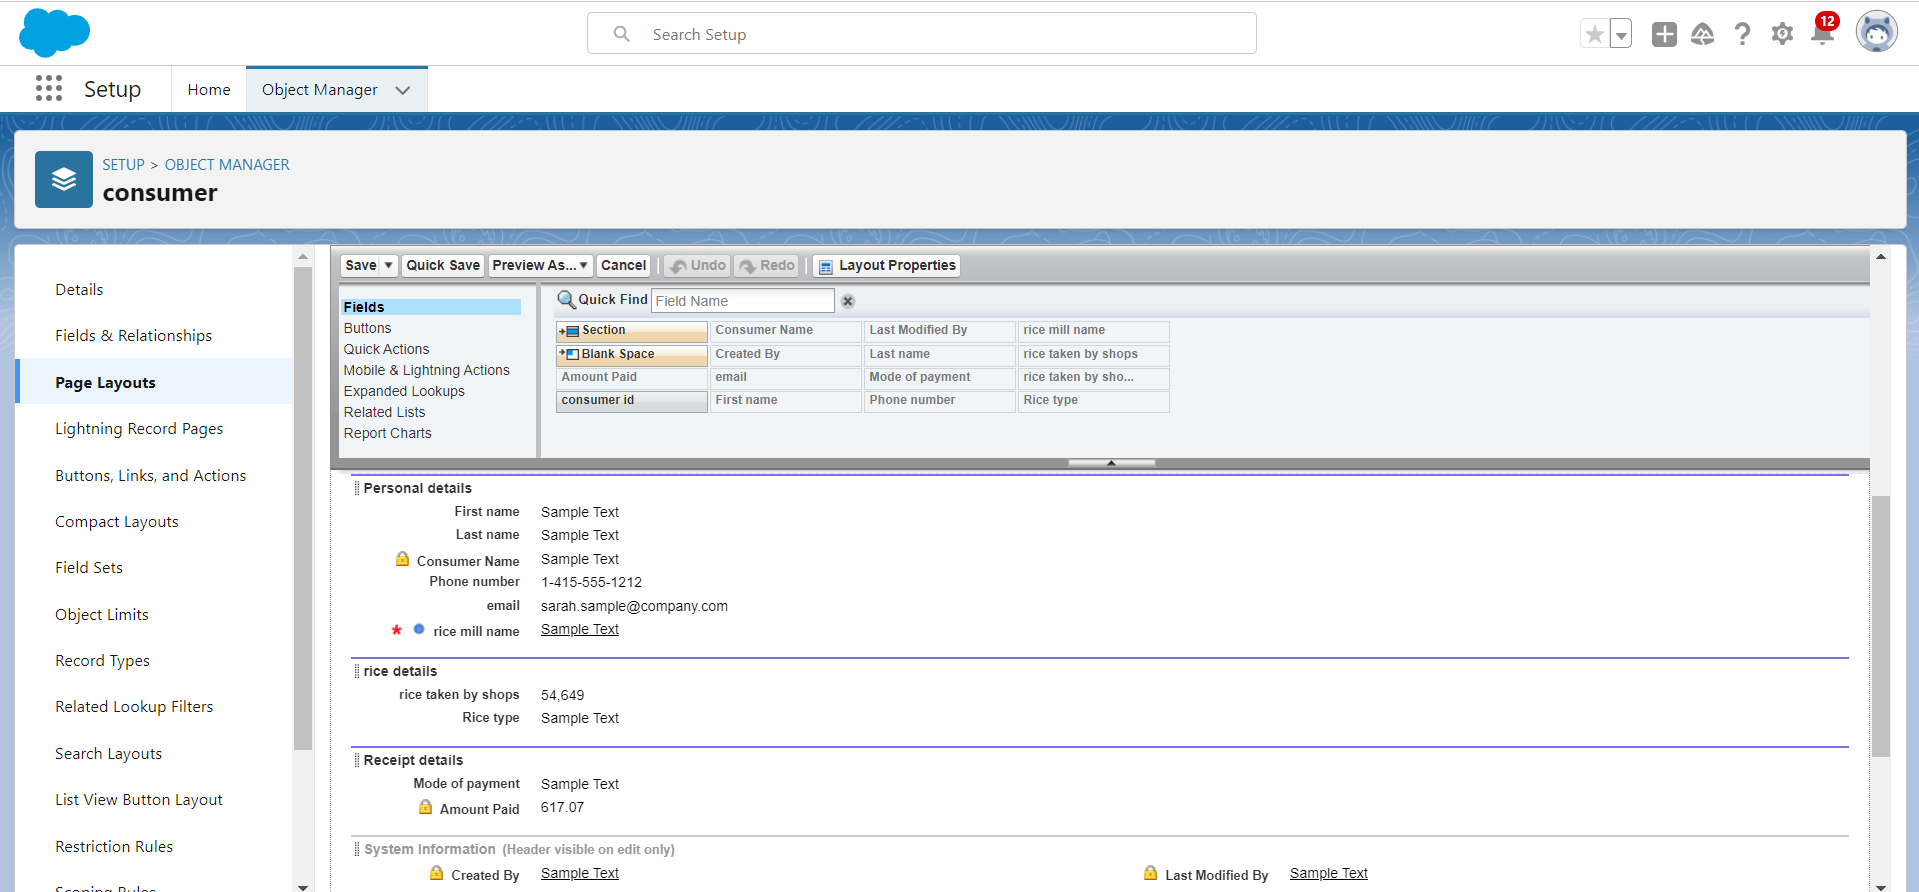 Search Setup
12
Setup
Home
Object Manager
SETUP > OBJECT MANAGER
consumer
Details
Fields & Relationships
Page Layouts
Lightning Record Pages
Buttons, Links, and Actions
Compact Layouts
Field Sets
Object Limits
Record Types
Related Lookup Filters
Search Layouts
List View Button Layout
Restriction Rules
Scoping Rules
Save Quick Save Preview As... Cancel Undo Redo Layout Properties
Fields
Buttons
Quick Actions
Mobile & Lightning Actions
Expanded Lookups
Related Lists
Report Charts
Quick Find Field Name
Section Consumer Name Last Modified By rice mill name
Blank Space Created By Last name rice taken by shops
Amount Paid email Mode of payment rice taken by sho...
consumer id First name Phone number Rice type
Personal details
First name Sample Text
Last name Sample Text
Consumer Name Sample Text
Phone number 1-415-555-1212
email sarah.sample@company.com
* rice mill name Sample Text
rice details
rice taken by shops 54,649
Rice type Sample Text
Receipt details
Mode of payment Sample Text
Amount Paid 617.07
System Information (Header visible on edit only)
Created By Sample Text Last Modified By Sample Text